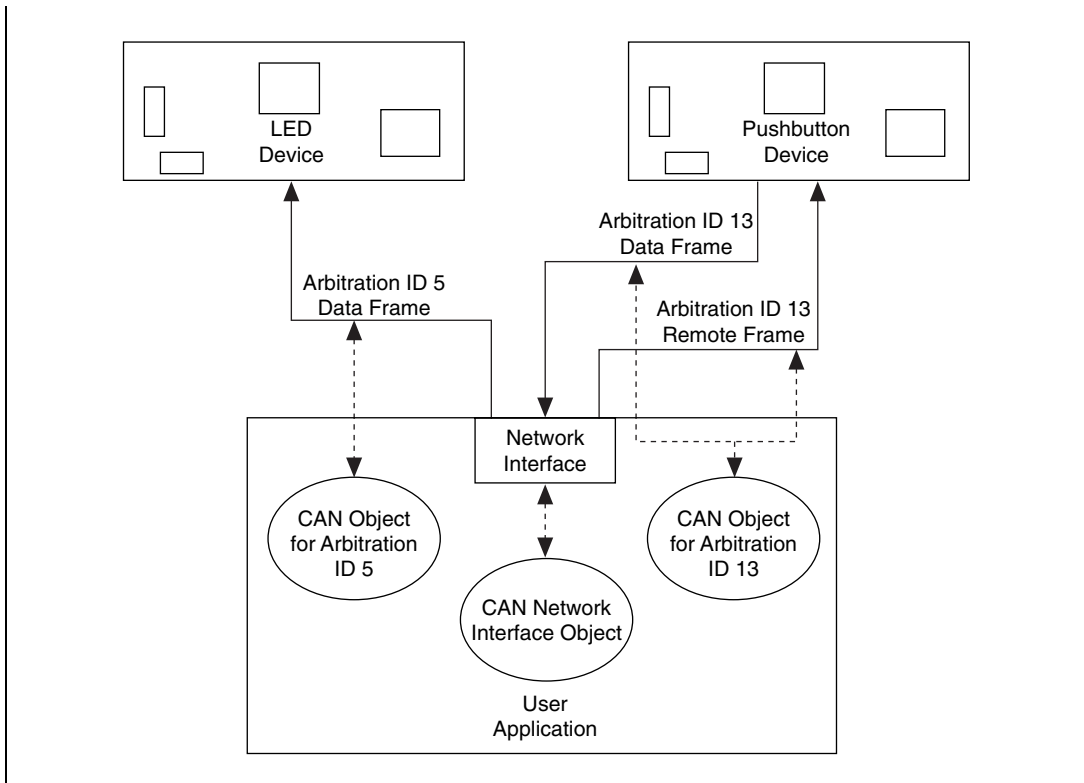 LED
Device
Pushbutton
Device
Arbitration ID 13
Data Frame
Arbitration ID 5
Data Frame
Arbitration ID 13
Remote Frame
Network
Interface
CAN Object
for Arbitration
ID 5
CAN Object
for Arbitration
ID 13
CAN Network
Interface Object
User
Application